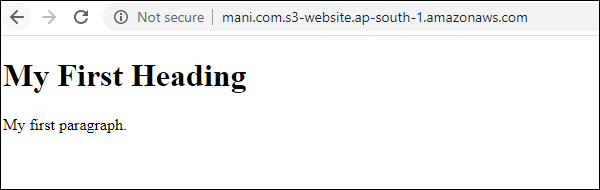 Not secure | mani.com.s3-website.ap-south-1.amazonaws.com
My First Heading
My first paragraph.